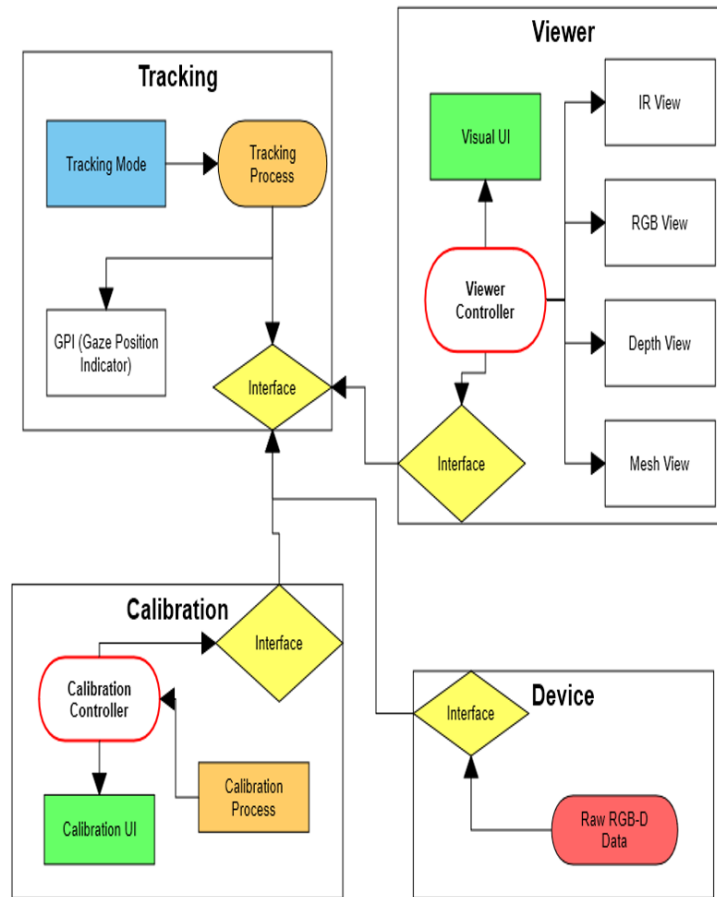 Tracking
Tracking Mode
Tracking
Process
GPI (Gaze Position
Indicator)
Interface
Viewer
Visual UI
IR View
RGB View
Viewer
Controller
Depth View
Interface
Mesh View
Calibration
Interface
Calibration
Controller
Calibration UI
Calibration
Process
Device
Interface
Raw RGB-D
Data